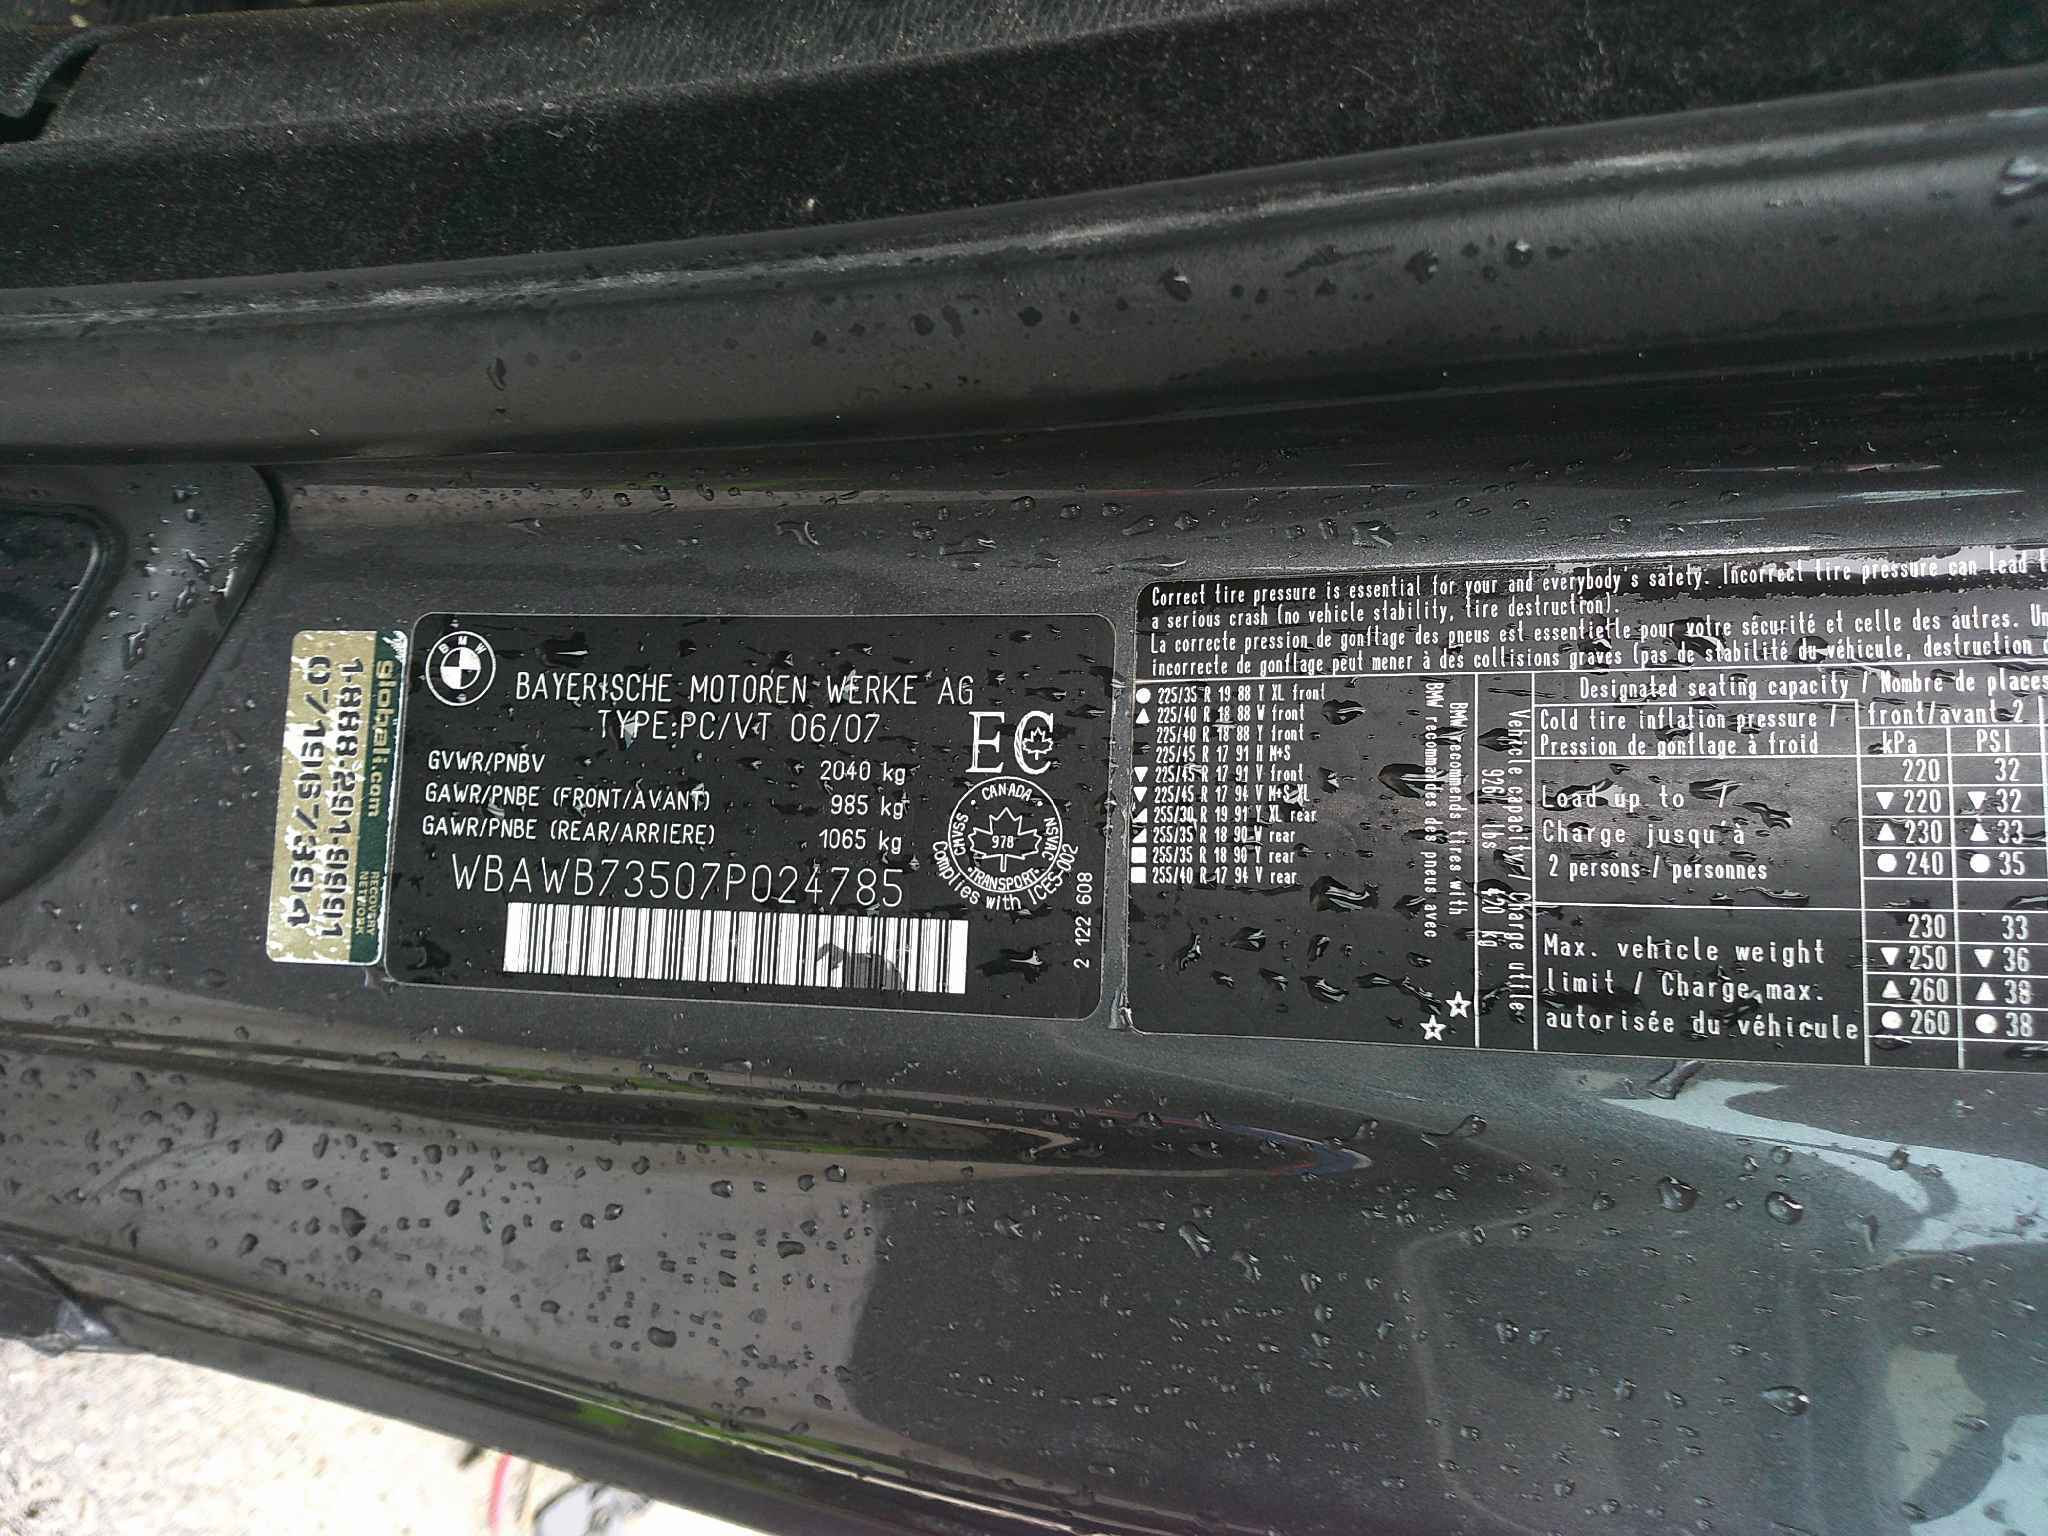 globali.com
RECOVERY
NETWORK
1-888-291-9991
07196739
BMW
BAYERISCHE MOTOREN WERKE AG
TYPE:PC/VT 06/07
GVWR/PNBV 2040 kg
GAWR/PNBE (FRONT/AVANT) 985 kg
GAWR/PNBE (REAR/ARRIERE) 1065 kg
WBAWB73507P024785
EC
CANADA
CMVSS NSVAC
978
TRANSPORT
Complies with ICES-002
2 122 608
Correct tire pressure is essential for your and everybody's safety. Incorrect tire pressure can lead t
a serious crash (no vehicle stability, tire destruction).
La correcte pression de gonflage des pneus est essentielle pour votre sécurité et celle des autres. Un
incorrecte de gonflage peut mener à des collisions graves (pas de stabilité du véhicule, destruction
● 225/35 R 19 88 Y XL front
▲ 225/40 R 18 88 W front
225/40 R 18 88 Y front
225/45 R 17 91 H M+S
▼ 225/45 R 17 91 V front
▼ 225/45 R 17 94 V M+S XL
255/30 R 19 91 Y XL rear
255/35 R 18 90 W rear
■ 255/35 R 18 90 Y rear
■ 255/40 R 17 94 V rear
BMW recommends tires with ☆
BMW recomandes des pneus avec ☆
Vehicle capacity / Charge utile
926 lbs 420 kg
Designated seating capacity / Nombre de places
Cold tire inflation pressure /
Pression de gonflage à froid
front/avant 2
kPa PSI
Load up to /
Charge jusqu'à
2 persons / personnes
220 32
▼ 220 ▼ 32
▲ 230 ▲ 33
● 240 ● 35
Max. vehicle weight
limit / Charge max.
autorisée du véhicule
230 33
▼ 250 ▼ 36
▲ 260 ▲ 38
● 260 ● 38